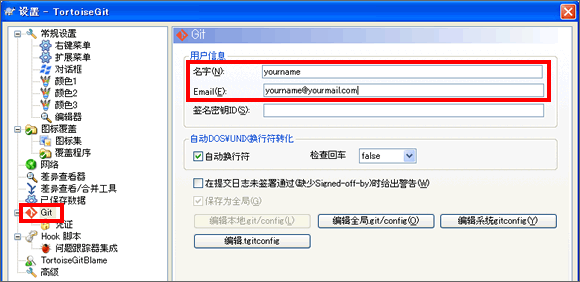 设置 - TortoiseGit
常规设置
右键菜单
扩展菜单
对话框
颜色1
颜色2
颜色3
编辑器
图标覆盖
图标集
覆盖程序
网络
差异查看器
差异查看/合并工具
已保存数据
Git
凭证
Hook 脚本
问题跟踪器集成
TortoiseGitBlame
高级
Git
用户信息
名字(N): yourname
Email(E): yourname@yourmail.com
签名密钥ID(S):
自动DOS¥UNIX换行符转化
自动换行符 检查回车 false
在提交日志未签署通过(缺少Signed-off-by)时给出警告(W)
保存为全局(G)
编辑本地git/config(L) 编辑全局git/config(O) 编辑系统gitconfig(Y)
编辑.tgitconfig